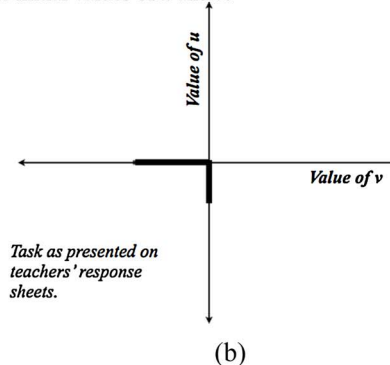 Value of u
Value of v
Task as presented on
teachers' response
sheets.
(b)